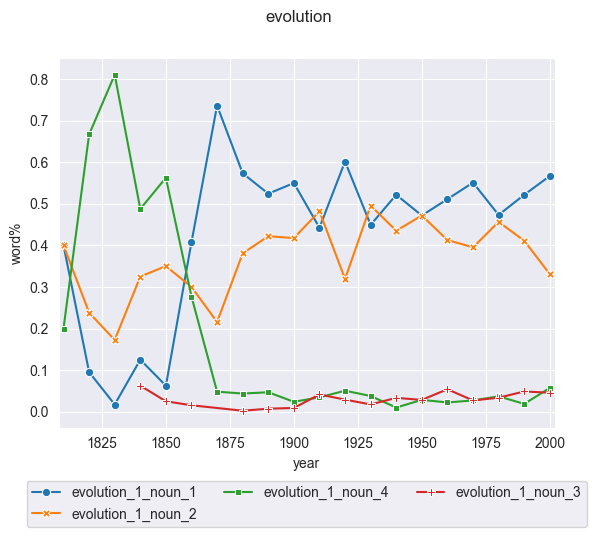 evolution
0.8
0.7
0.6
0.5
0.4
0.3
0.2
0.1
0.0
word%
1825 1850 1875 1900 1925 1950 1975 2000
year
evolution_1_noun_1 evolution_1_noun_4 evolution_1_noun_3
evolution_1_noun_2